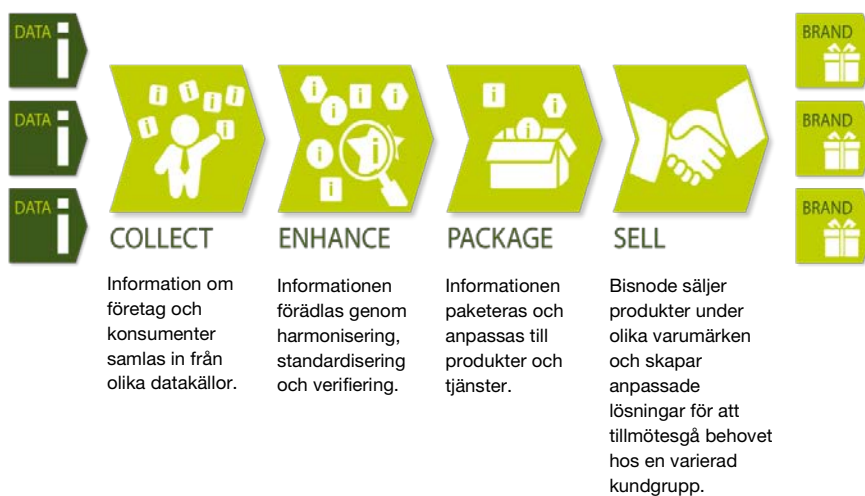 DATA
i
DATA
i
DATA
i
COLLECT
Information om
företag och
konsumenter
samlas in från
olika datakällor.
ENHANCE
Informationen
förädlas genom
harmonisering,
standardisering
och verifiering.
PACKAGE
Informationen
paketeras och
anpassas till
produkter och
tjänster.
SELL
Bisnode säljer
produkter under
olika varumärken
och skapar
anpassade
lösningar för att
tillmötesgå behovet
hos en varierad
kundgrupp.
BRAND
BRAND
BRAND